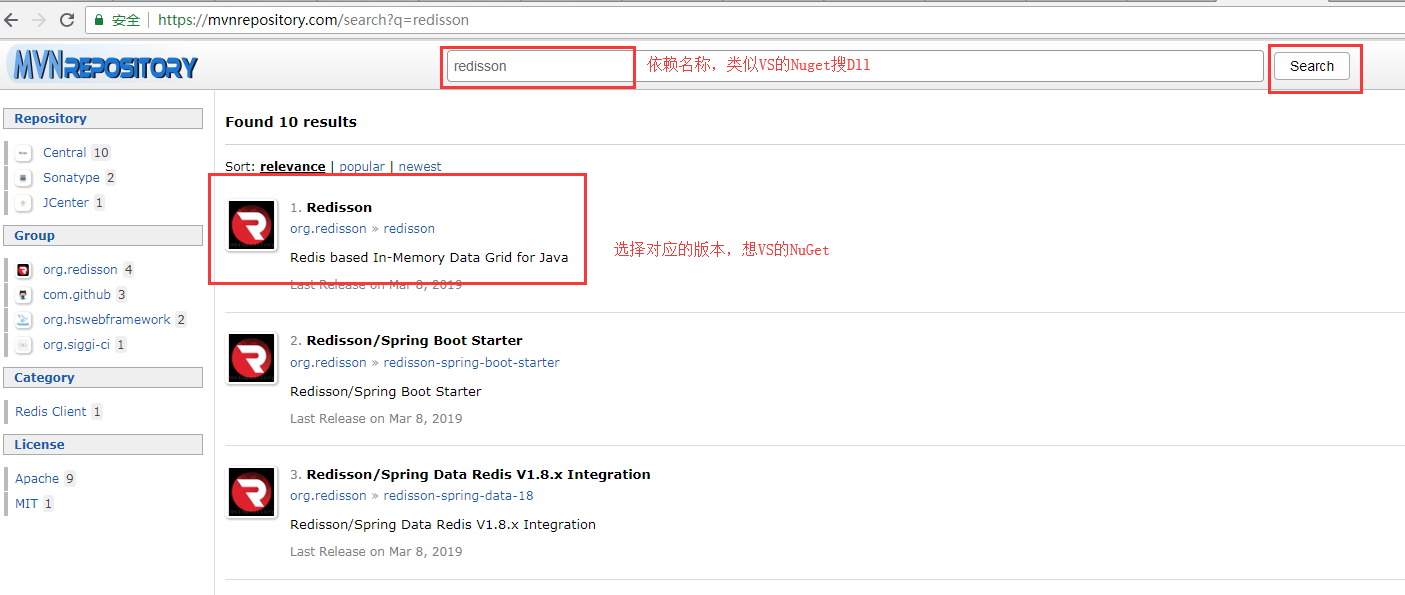 安全 https://mvnrepository.com/search?q=redisson
MVNREPOSITORY
redisson
依赖名称，类似VS的Nuget搜Dll
Search
Repository
Central 10
Sonatype 2
JCenter 1
Group
org.redisson 4
com.github 3
org.hswebframework 2
org.siggi-ci 1
Category
Redis Client 1
License
Apache 9
MIT 1
Found 10 results
Sort: relevance | popular | newest
1. Redisson
org.redisson » redisson
Redis based In-Memory Data Grid for Java
Last Release on Mar 8, 2019
选择对应的版本，想VS的NuGet
2. Redisson/Spring Boot Starter
org.redisson » redisson-spring-boot-starter
Redisson/Spring Boot Starter
Last Release on Mar 8, 2019
3. Redisson/Spring Data Redis V1.8.x Integration
org.redisson » redisson-spring-data-18
Redisson/Spring Data Redis V1.8.x Integration
Last Release on Mar 8, 2019